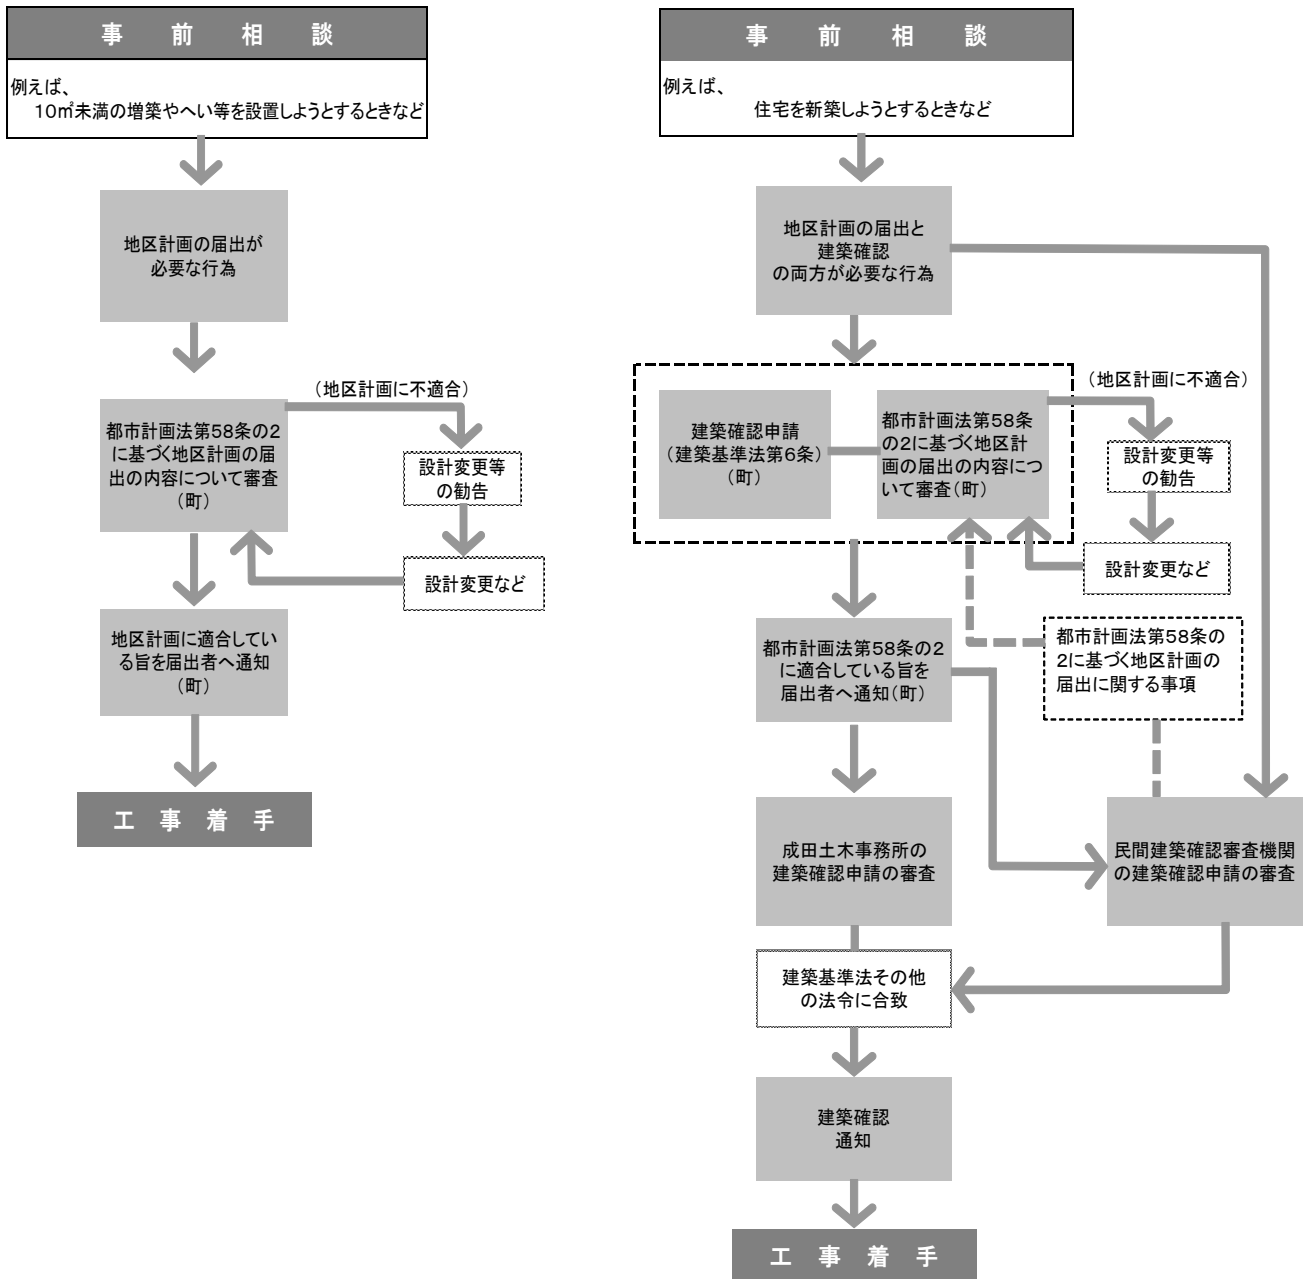 事前相談
例えば、
10㎡未満の増築やへい等を設置しようとするときなど
地区計画の届出が
必要な行為
(地区計画に不適合)
都市計画法第58条の2
に基づく地区計画の届
出の内容について審査
(町)
設計変更等
の勧告
設計変更など
地区計画に適合してい
る旨を届出者へ通知
(町)
工事着手
事前相談
例えば、
住宅を新築しようとするときなど
地区計画の届出と
建築確認
の両方が必要な行為
(地区計画に不適合)
建築確認申請
(建築基準法第6条)
(町)
都市計画法第58条
の2に基づく地区計
画の届出の内容につ
いて審査(町)
設計変更等
の勧告
設計変更など
都市計画法第58条の
2に基づく地区計画の
届出に関する事項
都市計画法第58条の2
に適合している旨を
届出者へ通知(町)
成田土木事務所の
建築確認申請の審査
民間建築確認審査機関
の建築確認申請の審査
建築基準法その他
の法令に合致
建築確認
通知
工事着手